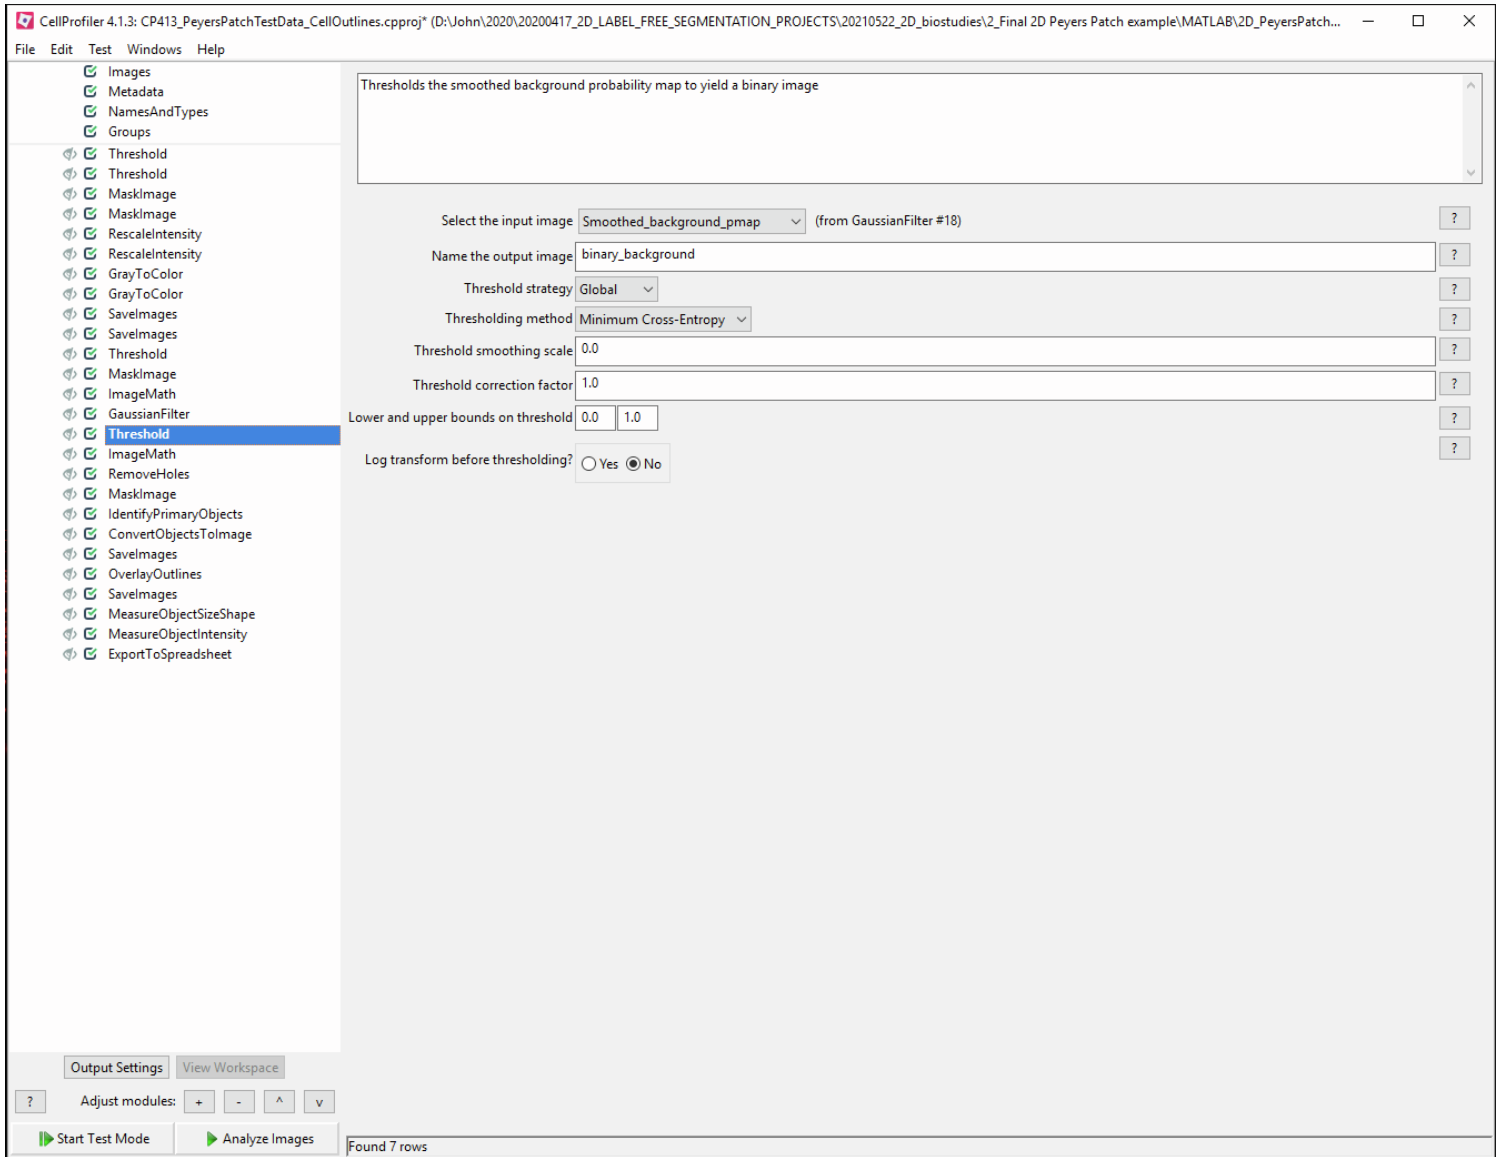 CellProfiler 4.1.3: CP413_PeyersPatchTestData_CellOutlines.cpproj* (D:\John\2020\20200417_2D_LABEL_FREE_SEGMENTATION_PROJECTS\20210522_2D_biostudies\2_Final 2D Peyers Patch example\MATLAB\2D_PeyersPatch...
File Edit Test Windows Help
Images
Metadata
NamesAndTypes
Groups
Threshold
Threshold
MaskImage
MaskImage
RescaleIntensity
RescaleIntensity
GrayToColor
GrayToColor
SaveImages
SaveImages
Threshold
MaskImage
ImageMath
GaussianFilter
Threshold
ImageMath
RemoveHoles
MaskImage
IdentifyPrimaryObjects
ConvertObjectsToImage
SaveImages
OverlayOutlines
SaveImages
MeasureObjectSizeShape
MeasureObjectIntensity
ExportToSpreadsheet
Output Settings View Workspace
? Adjust modules: + - ^ v
Start Test Mode Analyze Images
Thresholds the smoothed background probability map to yield a binary image
Select the input image Smoothed_background_pmap (from GaussianFilter #18) ?
Name the output image binary_background ?
Threshold strategy Global ?
Thresholding method Minimum Cross-Entropy ?
Threshold smoothing scale 0.0 ?
Threshold correction factor 1.0 ?
Lower and upper bounds on threshold 0.0 1.0 ?
Log transform before thresholding? Yes No ?
Found 7 rows